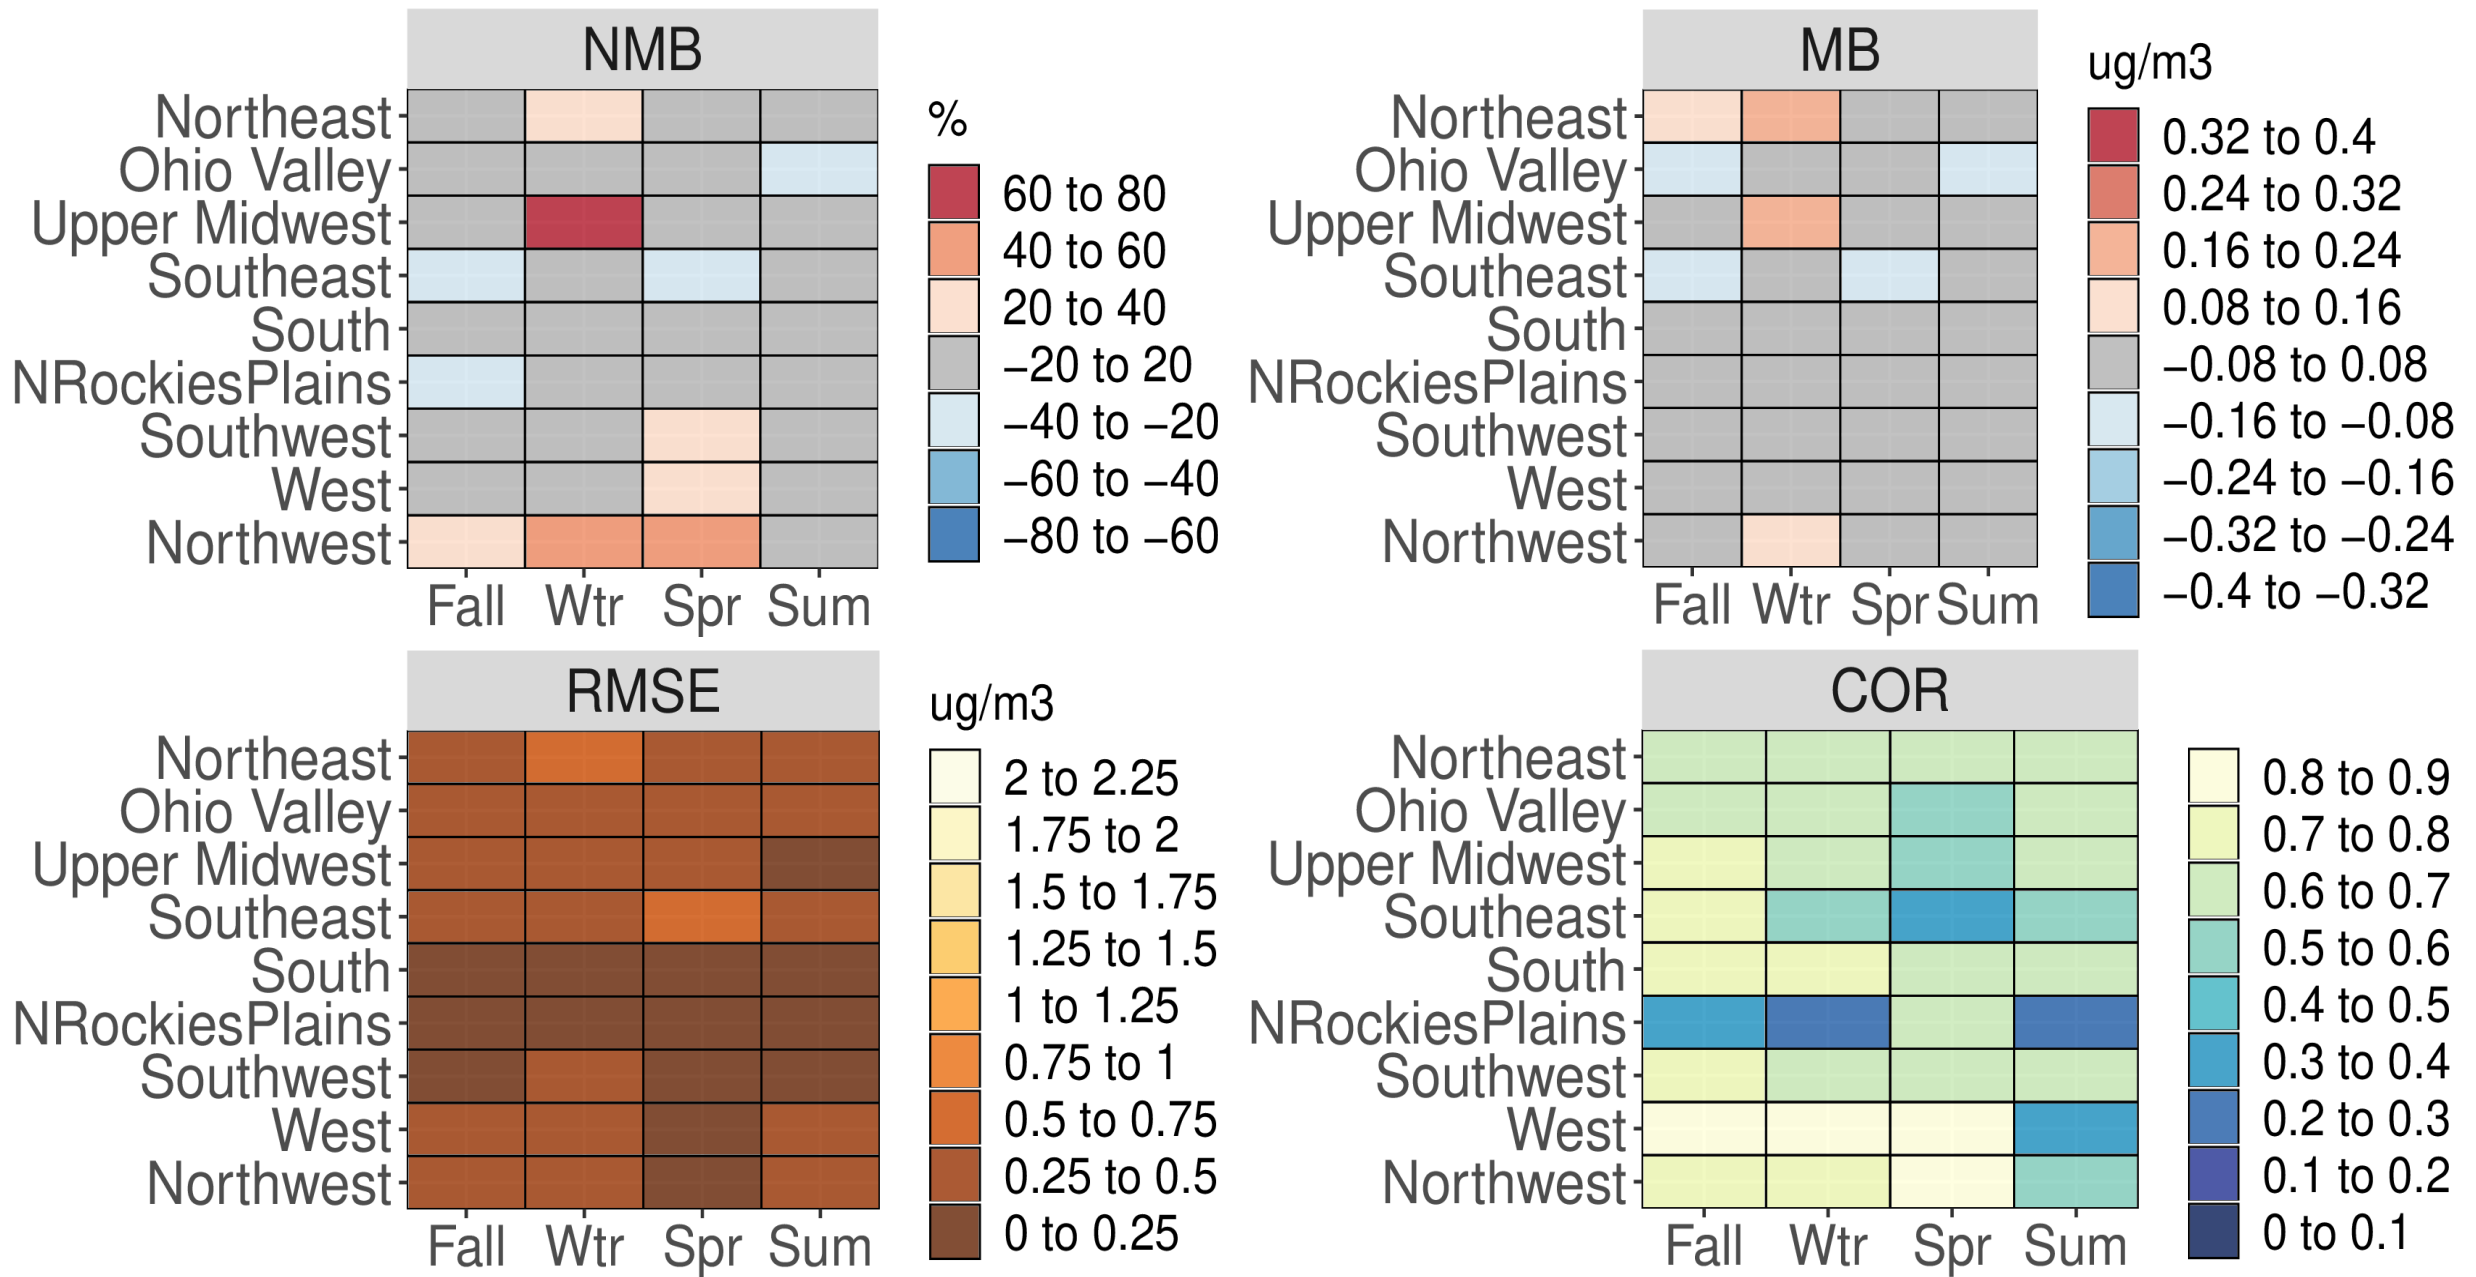 NMB
Northeast
Ohio Valley
Upper Midwest
Southeast
South
NRockiesPlains
Southwest
West
Northwest
Fall Wtr Spr Sum
%
60 to 80
40 to 60
20 to 40
−20 to 20
−40 to −20
−60 to −40
−80 to −60
MB
Northeast
Ohio Valley
Upper Midwest
Southeast
South
NRockiesPlains
Southwest
West
Northwest
Fall Wtr Spr Sum
ug/m3
0.32 to 0.4
0.24 to 0.32
0.16 to 0.24
0.08 to 0.16
−0.08 to 0.08
−0.16 to −0.08
−0.24 to −0.16
−0.32 to −0.24
−0.4 to −0.32
RMSE
Northeast
Ohio Valley
Upper Midwest
Southeast
South
NRockiesPlains
Southwest
West
Northwest
Fall Wtr Spr Sum
ug/m3
2 to 2.25
1.75 to 2
1.5 to 1.75
1.25 to 1.5
1 to 1.25
0.75 to 1
0.5 to 0.75
0.25 to 0.5
0 to 0.25
COR
Northeast
Ohio Valley
Upper Midwest
Southeast
South
NRockiesPlains
Southwest
West
Northwest
Fall Wtr Spr Sum
0.8 to 0.9
0.7 to 0.8
0.6 to 0.7
0.5 to 0.6
0.4 to 0.5
0.3 to 0.4
0.2 to 0.3
0.1 to 0.2
0 to 0.1